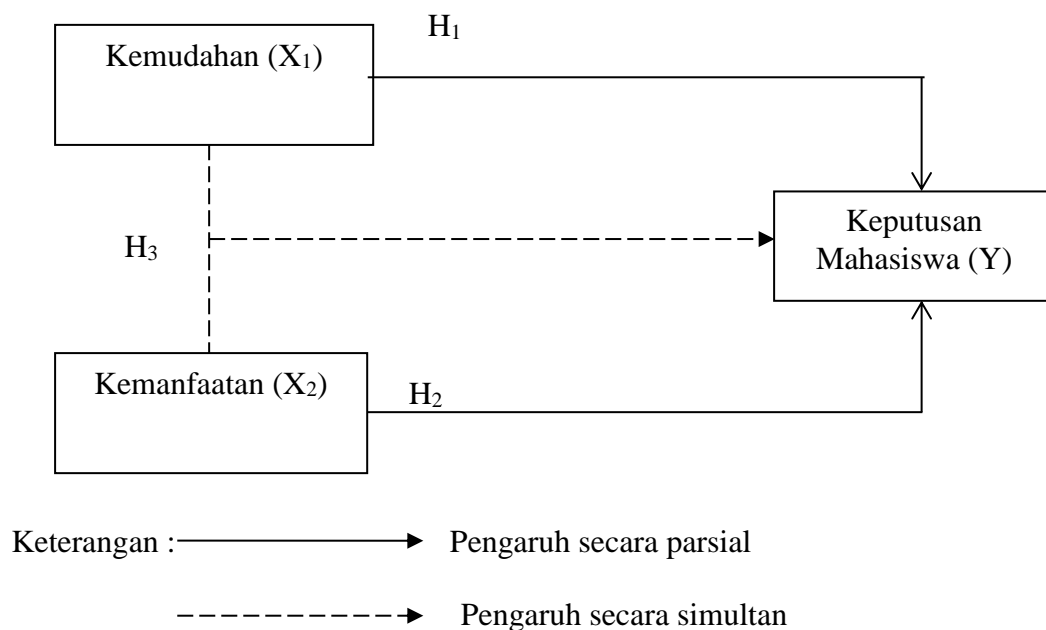 H₁
Kemudahan (X₁)
Keputusan
Mahasiswa (Y)
H₃
Kemanfaatan (X₂)
H₂
Keterangan :
Pengaruh secara parsial
Pengaruh secara simultan